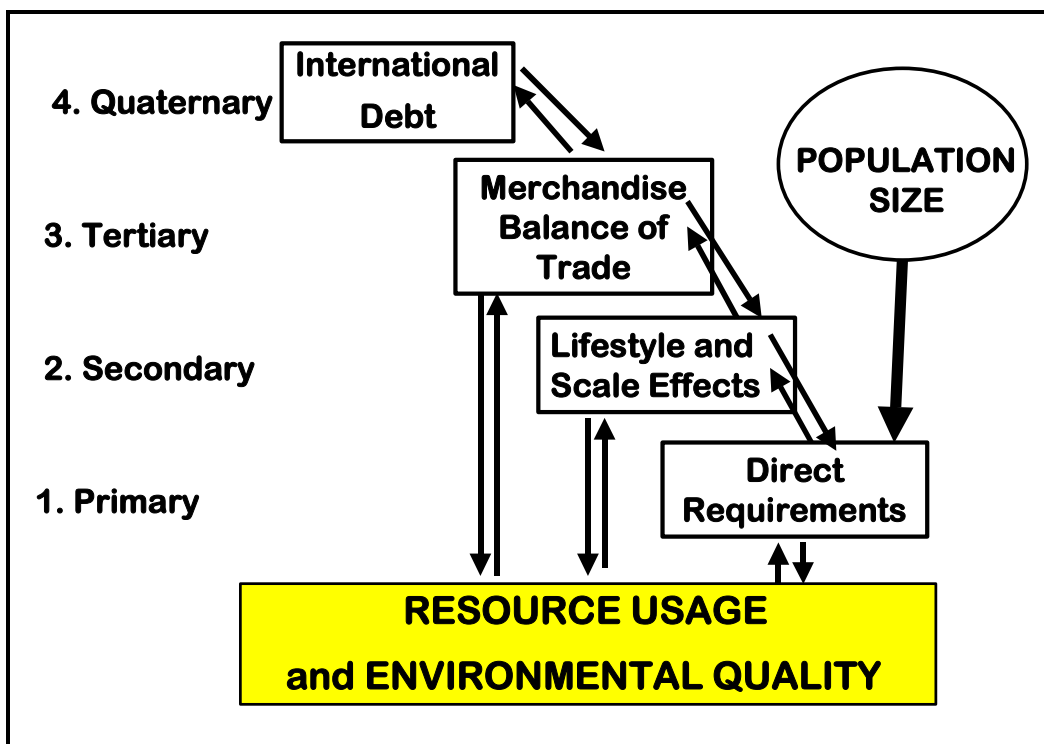 International
Debt
4. Quaternary
POPULATION
SIZE
Merchandise
Balance of
Trade
3. Tertiary
Lifestyle and
Scale Effects
2. Secondary
Direct
Requirements
1. Primary
RESOURCE USAGE
and ENVIRONMENTAL QUALITY